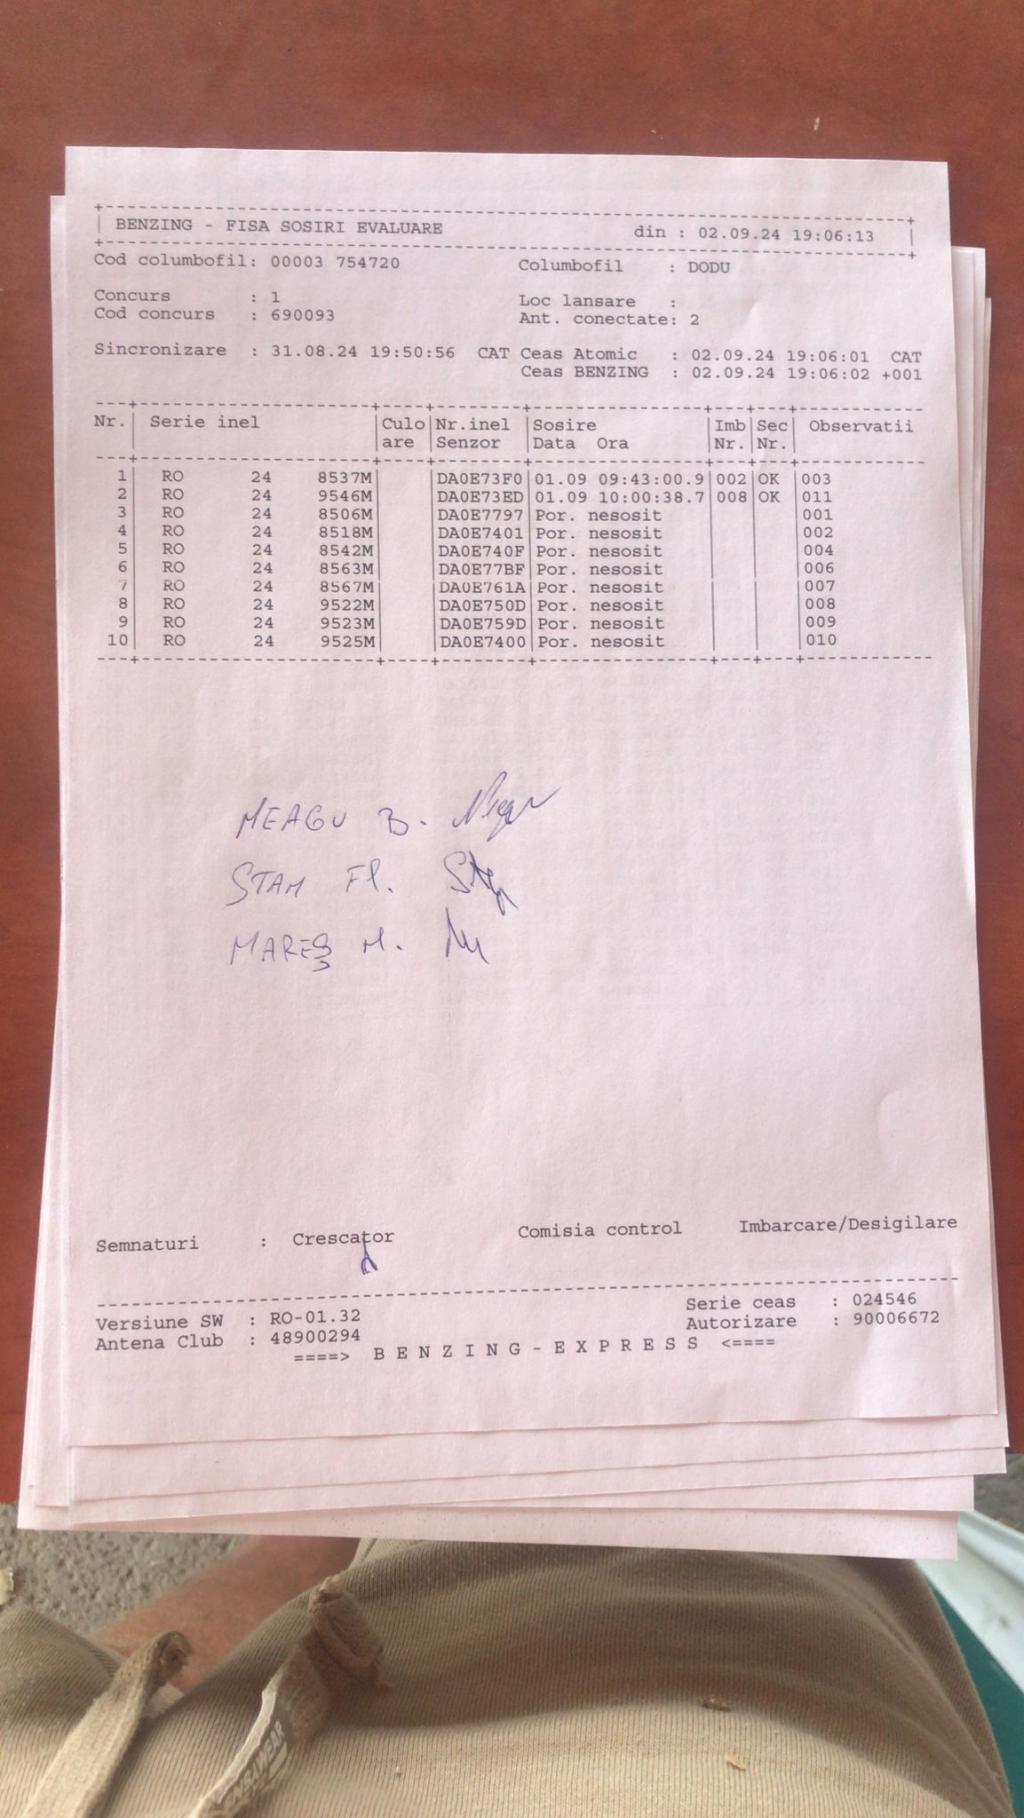 BENZING - FISA SOSIRI EVALUARE din : 02.09.24 19:06:13
Cod columbofil: 00003 754720 Columbofil : DODU
Concurs : 1 Loc lansare :
Cod concurs : 690093 Ant. conectate: 2
Sincronizare : 31.08.24 19:50:56 CAT Ceas Atomic : 02.09.24 19:06:01 CAT
Ceas BENZING : 02.09.24 19:06:02 +001
Nr. Serie inel Culo Nr.inel Sosire Imb Sec Observatii
are Senzor Data Ora Nr. Nr.
1 RO 24 8537M DA0E73F0 01.09 09:43:00.9 002 OK 003
2 RO 24 9546M DA0E73ED 01.09 10:00:38.7 008 OK 011
3 RO 24 8506M DA0E7797 Por. nesosit 001
4 RO 24 8518M DA0E7401 Por. nesosit 002
5 RO 24 8542M DA0E740F Por. nesosit 004
6 RO 24 8563M DA0E77BF Por. nesosit 006
7 RO 24 8567M DA0E761A Por. nesosit 007
8 RO 24 9522M DA0E750D Por. nesosit 008
9 RO 24 9523M DA0E759D Por. nesosit 009
10 RO 24 9525M DA0E7400 Por. nesosit 010
MEAGU B.
STAM Fl.
MAREȘ M.
Semnaturi : Crescator Comisia control Imbarcare/Desigilare
Versiune SW : RO-01.32 Serie ceas : 024546
Antena Club : 48900294 Autorizare : 90006672
====> B E N Z I N G - E X P R E S S <====